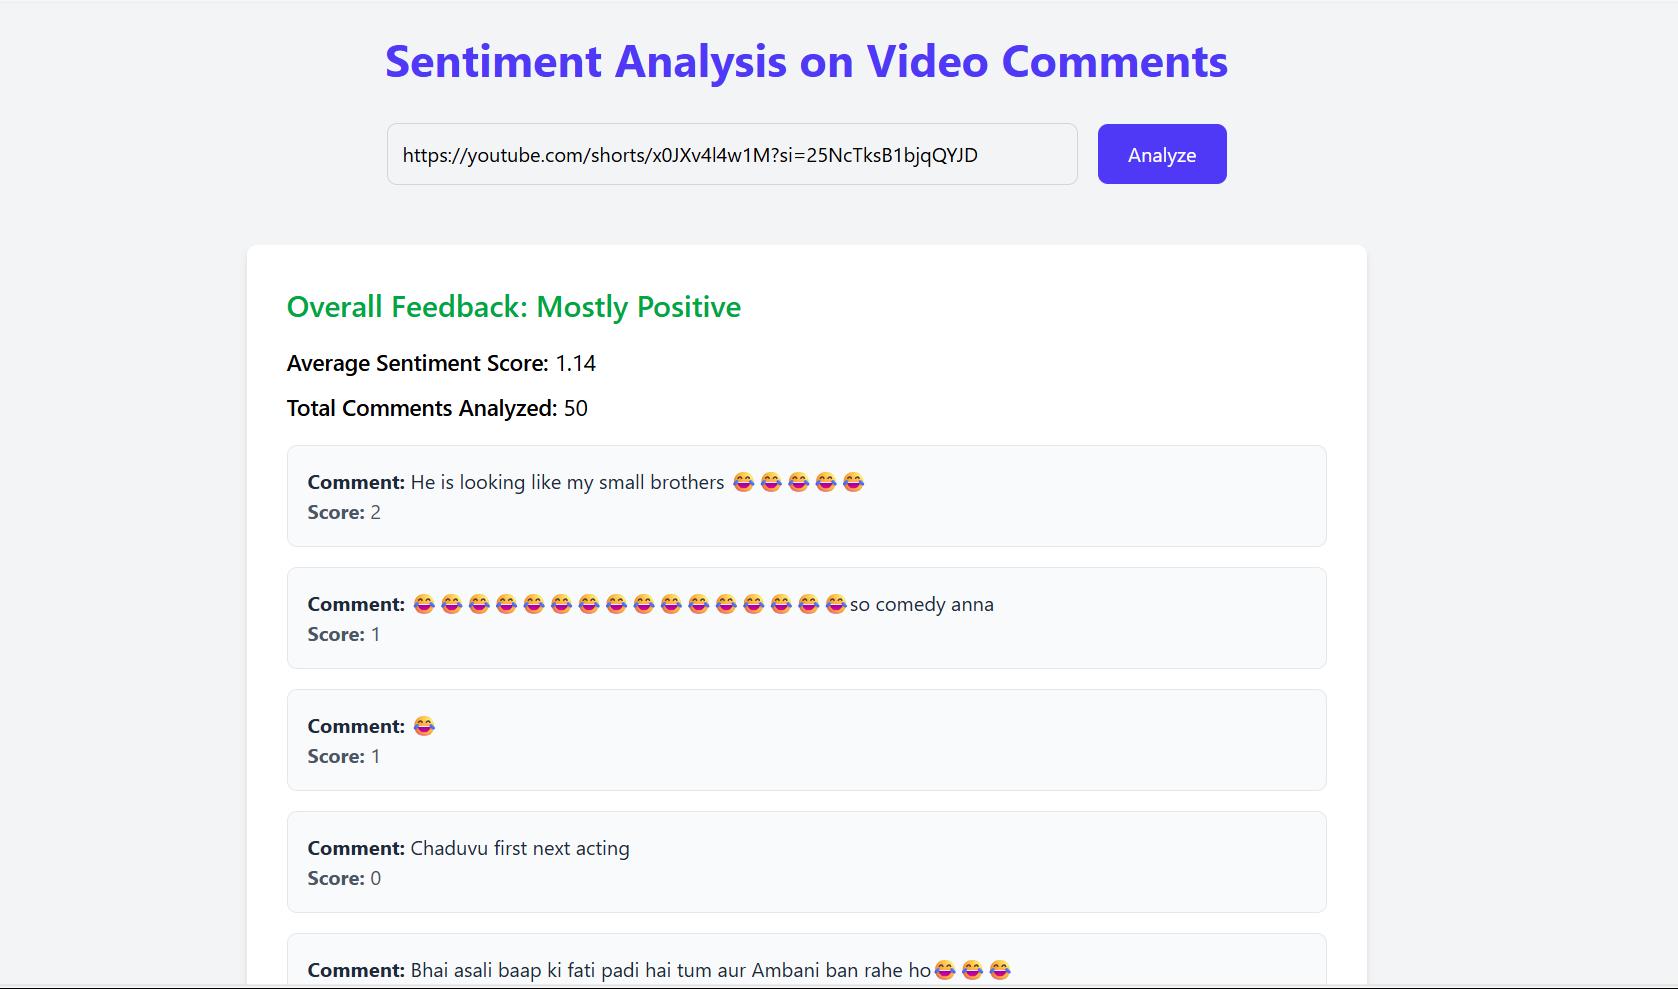 Sentiment Analysis on Video Comments
https://youtube.com/shorts/x0JXv4l4w1M?si=25NcTksB1bjqQYJD
Analyze
Overall Feedback: Mostly Positive
Average Sentiment Score: 1.14
Total Comments Analyzed: 50
Comment: He is looking like my small brothers 😂😂😂😂😂
Score: 2
Comment: 😂😂😂😂😂😂😂😂😂😂😂😂😂😂😂😂so comedy anna
Score: 1
Comment: 😂
Score: 1
Comment: Chaduvu first next acting
Score: 0
Comment: Bhai asali baap ki fati padi hai tum aur Ambani ban rahe ho😂😂😂